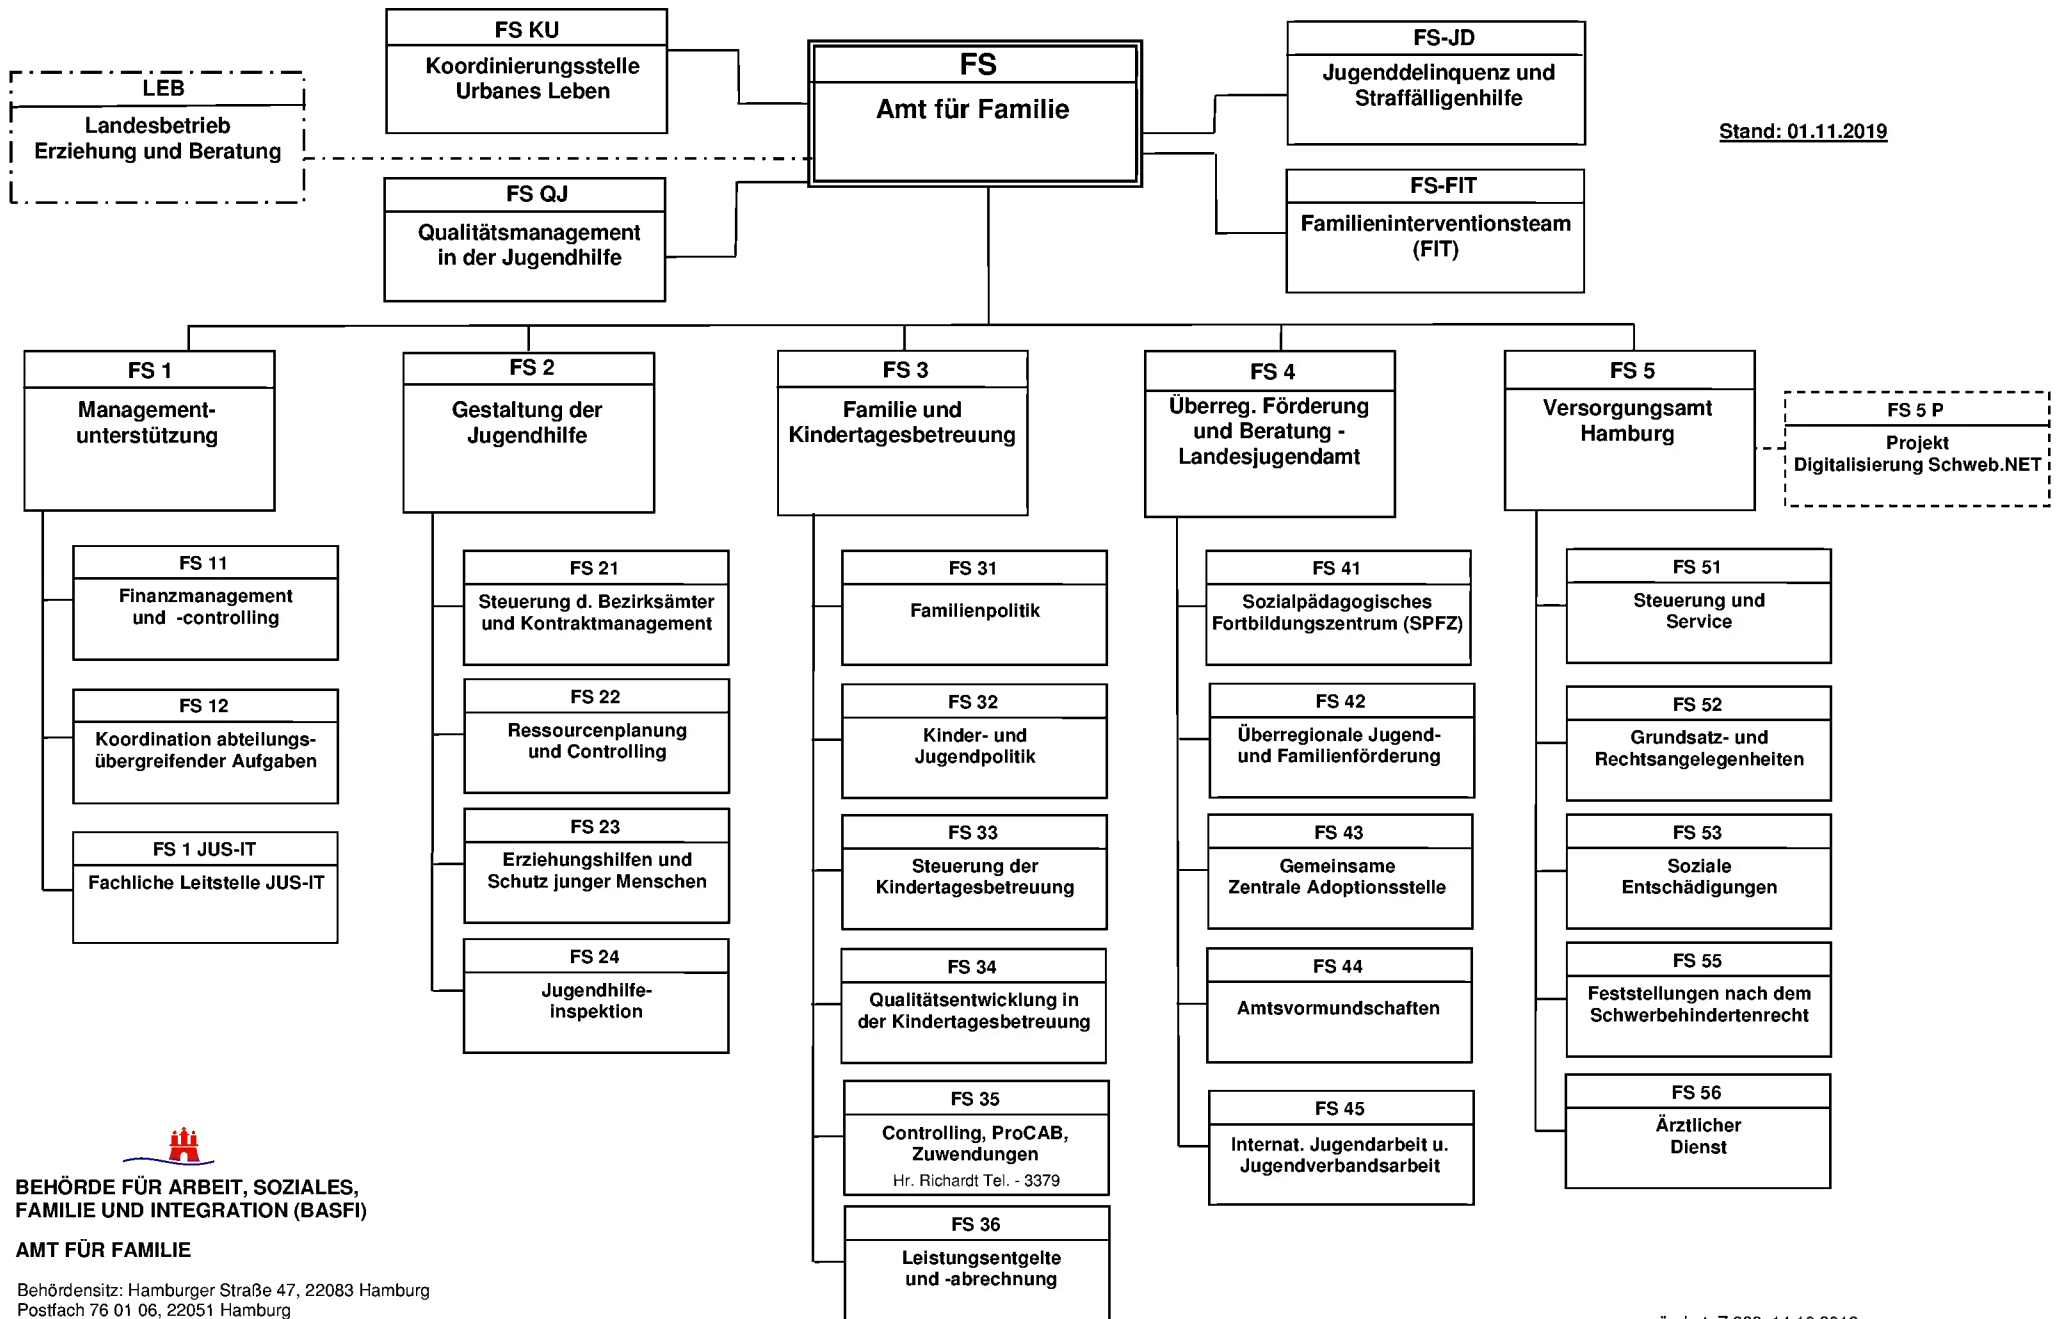 FS KU
Koordinierungsstelle
Urbanes Leben
FS
Amt für Familie
FS-JD
Jugenddelinquenz und
Straffälligenhilfe
LEB
Landesbetrieb
Erziehung und Beratung
Stand: 01.11.2019
FS QJ
Qualitätsmanagement
in der Jugendhilfe
FS-FIT
Familieninterventionsteam
(FIT)
FS 1
Management-
unterstützung
FS 2
Gestaltung der
Jugendhilfe
FS 3
Familie und
Kindertagesbetreuung
FS 4
Überreg. Förderung
und Beratung -
Landesjugendamt
FS 5
Versorgungsamt
Hamburg
FS 5 P
Projekt
Digitalisierung Schweb.NET
FS 11
Finanzmanagement
und -controlling
FS 12
Koordination abteilungs-
übergreifender Aufgaben
FS 1 JUS-IT
Fachliche Leitstelle JUS-IT
FS 21
Steuerung d. Bezirksämter
und Kontraktmanagement
FS 22
Ressourcenplanung
und Controlling
FS 23
Erziehungshilfen und
Schutz junger Menschen
FS 24
Jugendhilfe-
inspektion
FS 31
Familienpolitik
FS 32
Kinder- und
Jugendpolitik
FS 33
Steuerung der
Kindertagesbetreuung
FS 34
Qualitätsentwicklung in
der Kindertagesbetreuung
FS 35
Controlling, ProCAB,
Zuwendungen
Hr. Richardt Tel. - 3379
FS 36
Leistungsentgelte
und -abrechnung
FS 41
Sozialpädagogisches
Fortbildungszentrum (SPFZ)
FS 42
Überregionale Jugend-
und Familienförderung
FS 43
Gemeinsame
Zentrale Adoptionsstelle
FS 44
Amtsvormundschaften
FS 45
Internat. Jugendarbeit u.
Jugendverbandsarbeit
FS 51
Steuerung und
Service
FS 52
Grundsatz- und
Rechtsangelegenheiten
FS 53
Soziale
Entschädigungen
FS 55
Feststellungen nach dem
Schwerbehindertenrecht
FS 56
Ärztlicher
Dienst
BEHÖRDE FÜR ARBEIT, SOZIALES,
FAMILIE UND INTEGRATION (BASFI)
AMT FÜR FAMILIE
Behördensitz: Hamburger Straße 47, 22083 Hamburg
Postfach 76 01 06, 22051 Hamburg